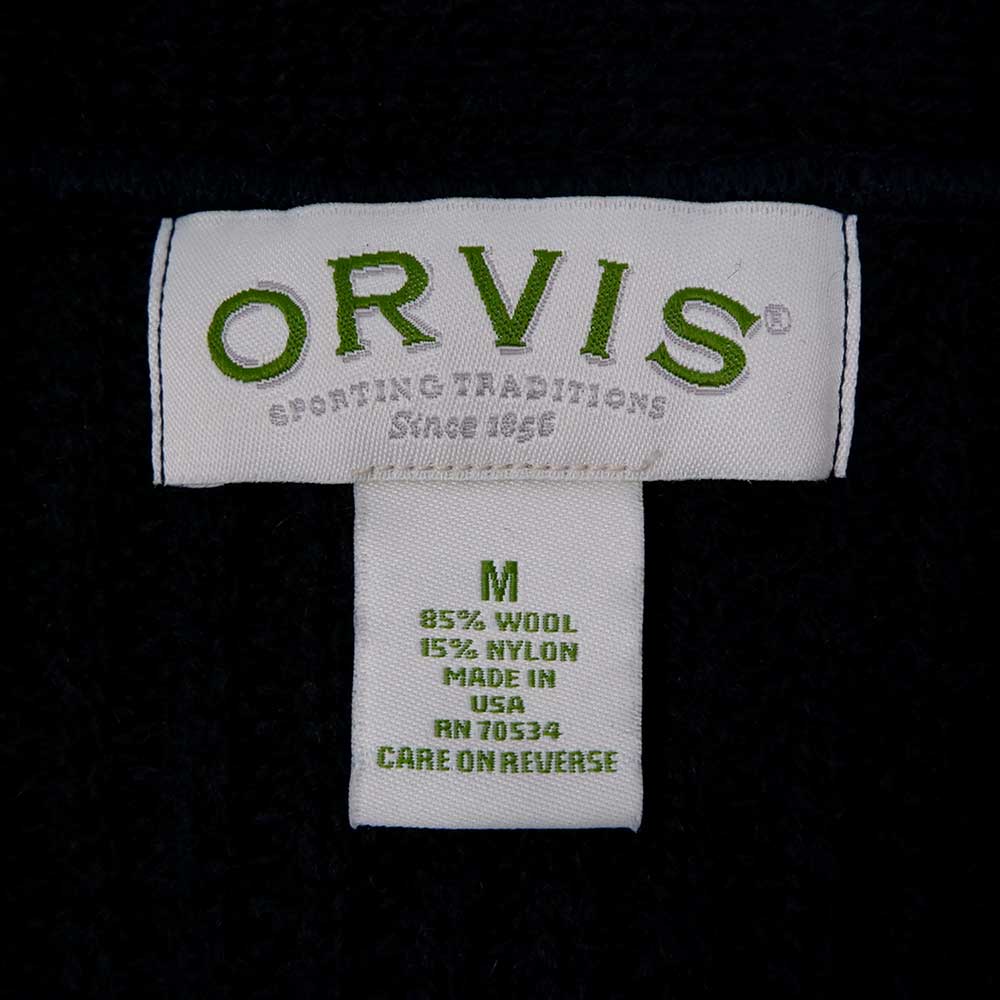 ORVIS®
SPORTING TRADITIONS
Since 1856
M
85% WOOL
15% NYLON
MADE IN
USA
RN 70534
CARE ON REVERSE